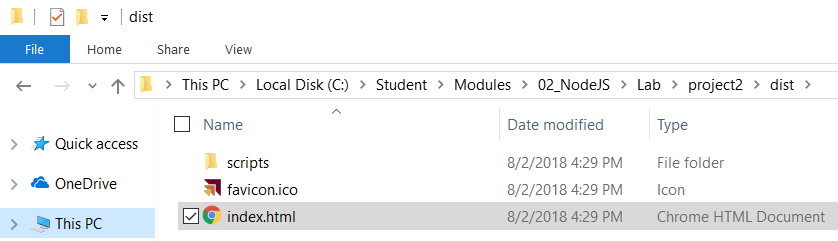 dist
File Home Share View
This PC Local Disk (C:) Student Modules 02_NodeJS Lab project2 dist
Name Date modified Type
Quick access
scripts 8/2/2018 4:29 PM File folder
OneDrive
favicon.ico 8/2/2018 4:29 PM Icon
This PC
index.html 8/2/2018 4:29 PM Chrome HTML Document